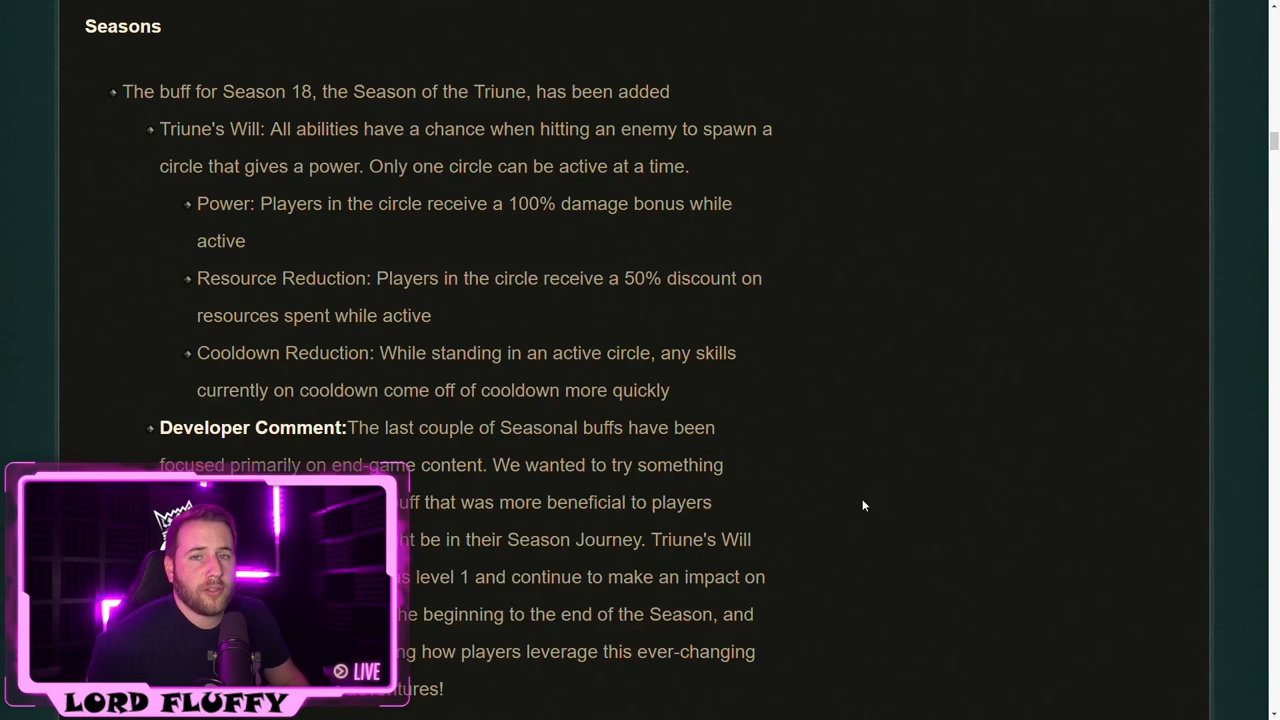 Seasons
The buff for Season 18, the Season of the Triune, has been added
Triune's Will: All abilities have a chance when hitting an enemy to spawn a
circle that gives a power. Only one circle can be active at a time.
Power: Players in the circle receive a 100% damage bonus while
active
Resource Reduction: Players in the circle receive a 50% discount on
resources spent while active
Cooldown Reduction: While standing in an active circle, any skills
currently on cooldown come off of cooldown more quickly
Developer Comment:The last couple of Seasonal buffs have been
focused primarily on end-game content. We wanted to try something
uff that was more beneficial to players
ht be in their Season Journey. Triune's Will
s level 1 and continue to make an impact on
he beginning to the end of the Season, and
ng how players leverage this ever-changing
ventures!
LIVE
LORD FLUFFY